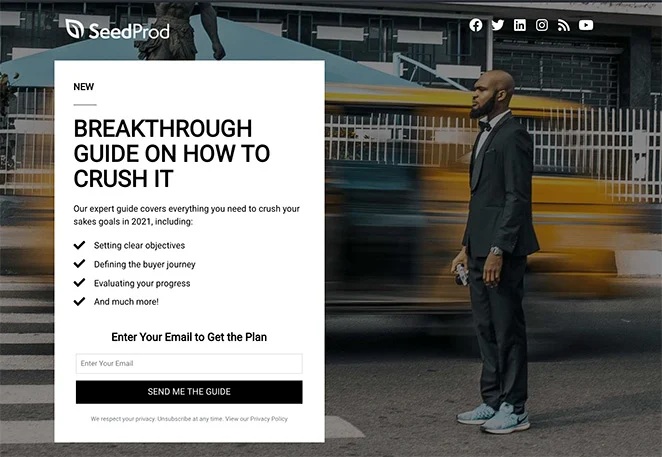 SeedProd
NEW
BREAKTHROUGH
GUIDE ON HOW TO
CRUSH IT
Our expert guide covers everything you need to crush your
sakes goals in 2021, including:
Setting clear objectives
Defining the buyer journey
Evaluating your progress
And much more!
Enter Your Email to Get the Plan
Enter Your Email
SEND ME THE GUIDE
We respect your privacy. Unsubscribe at any time. View our Privacy Policy